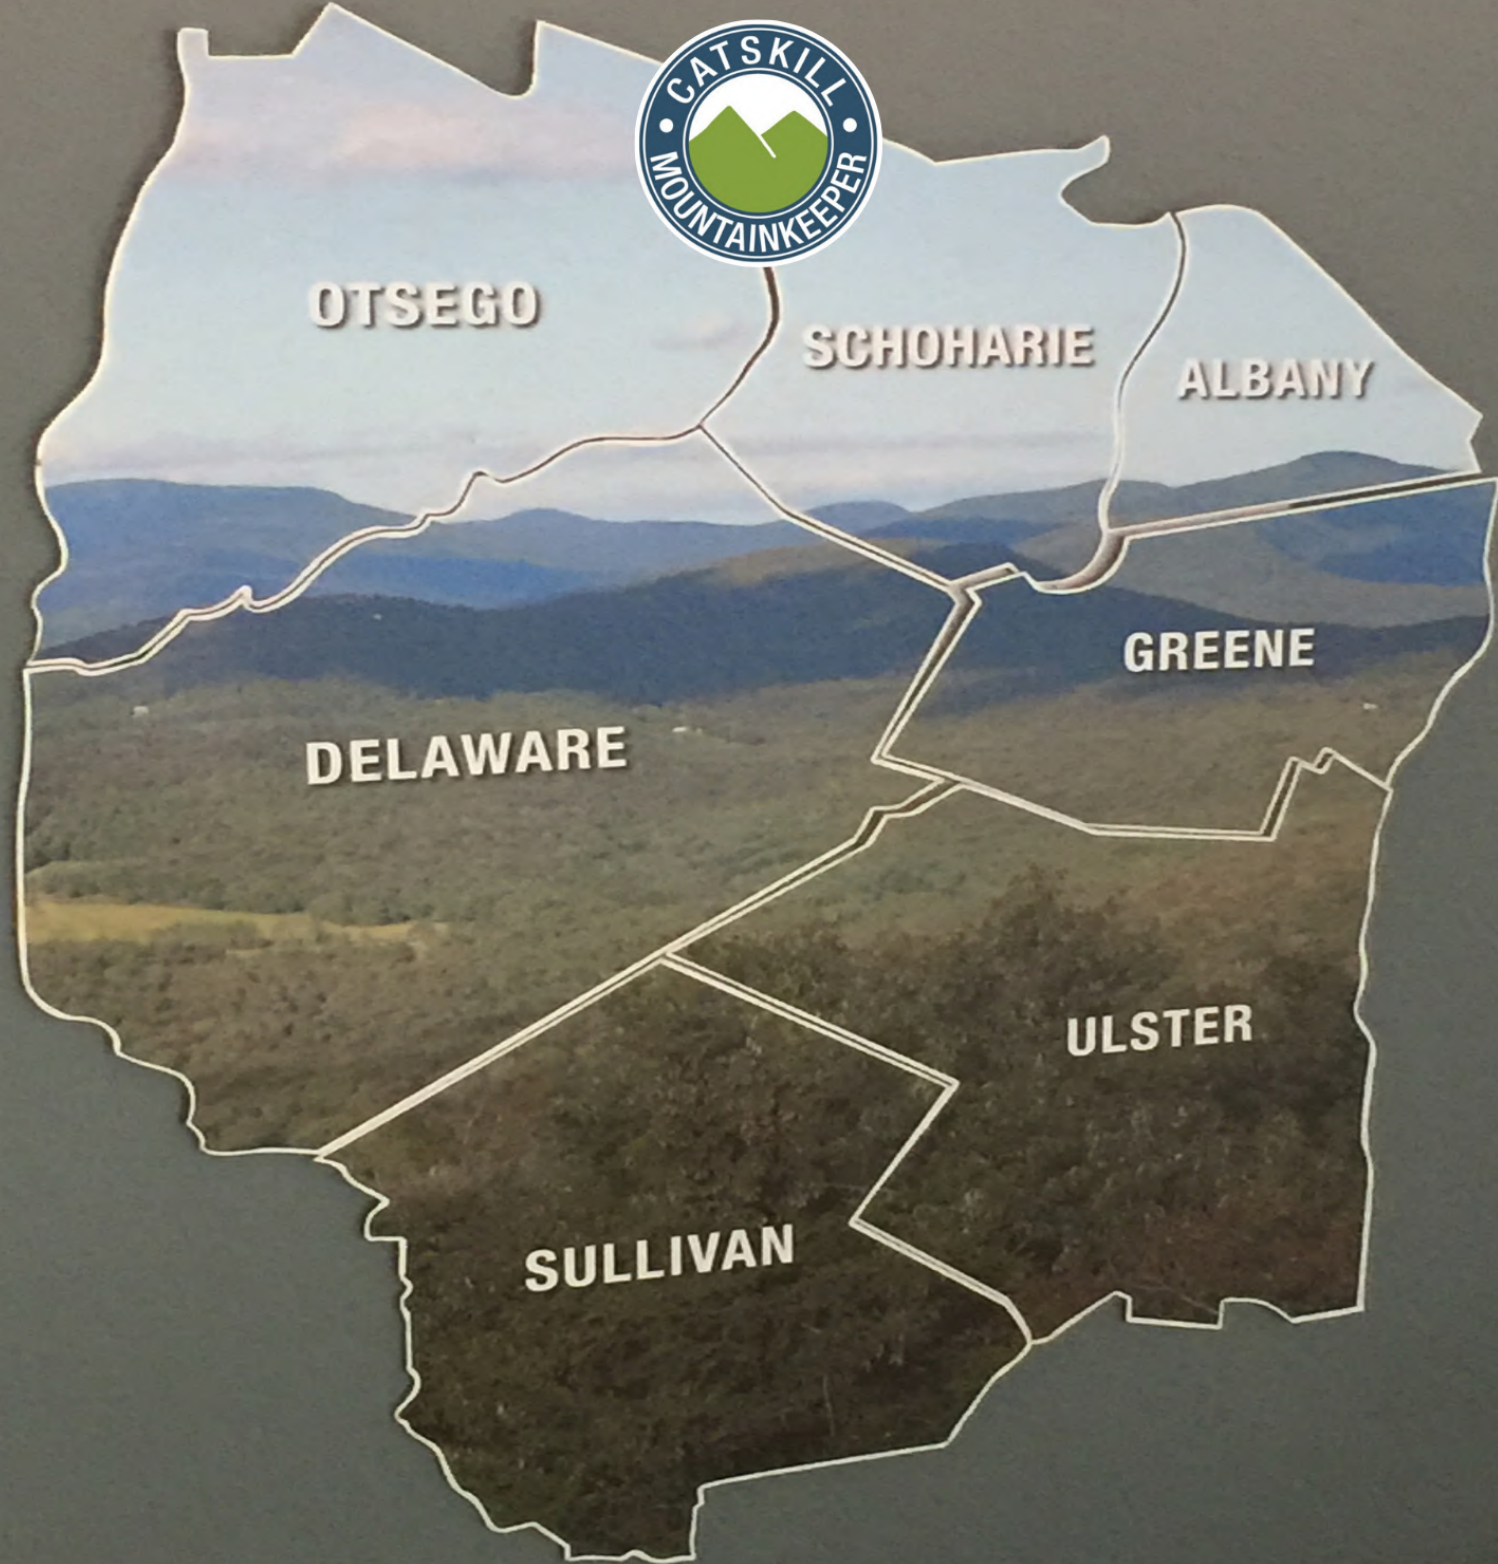 CATSKILL
MOUNTAINKEEPER
OTSEGO
SCHOHARIE
ALBANY
GREENE
DELAWARE
ULSTER
SULLIVAN